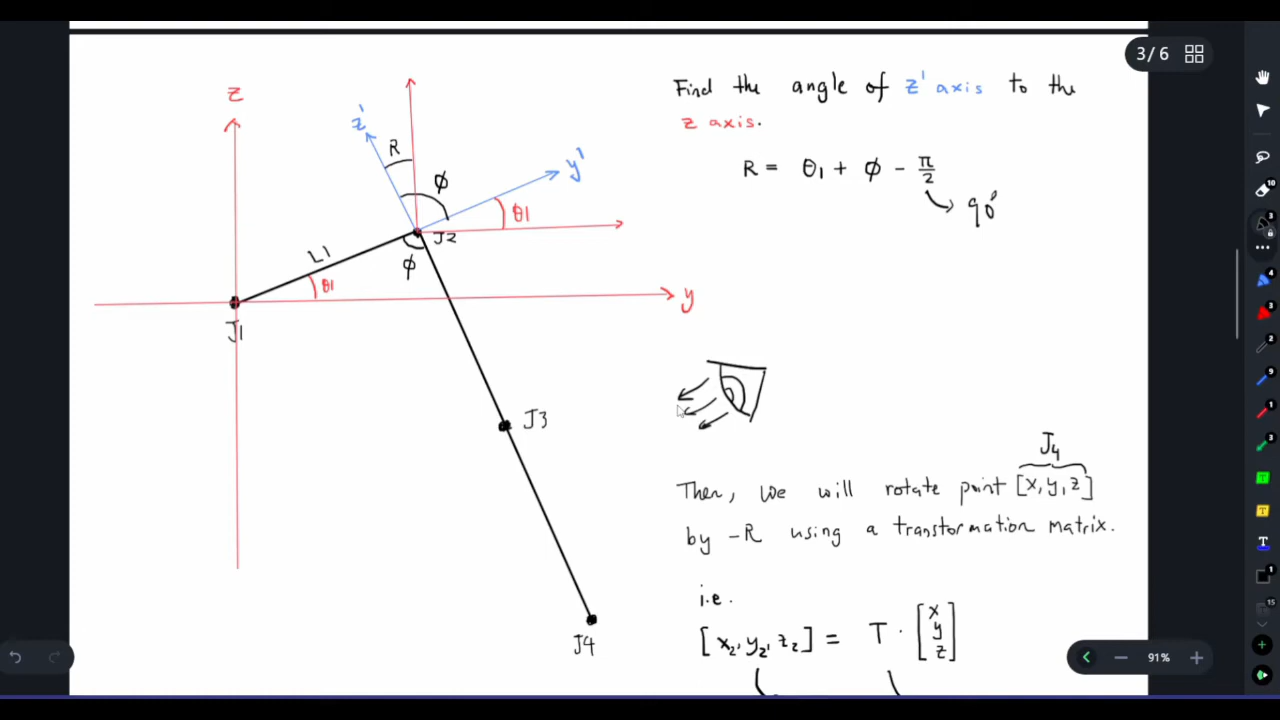 3/6
Find the angle of z' axis to the
z axis.
R = θ1 + φ - π/2
90°
z
z'
R
φ
y'
θ1
J2
L1
φ
θ1
y
J1
J3
J4
J4
Then, we will rotate point [x,y,z]
by -R using a transformation matrix.
i.e.
[x2, y2, z2] = T · [x y z]
91%